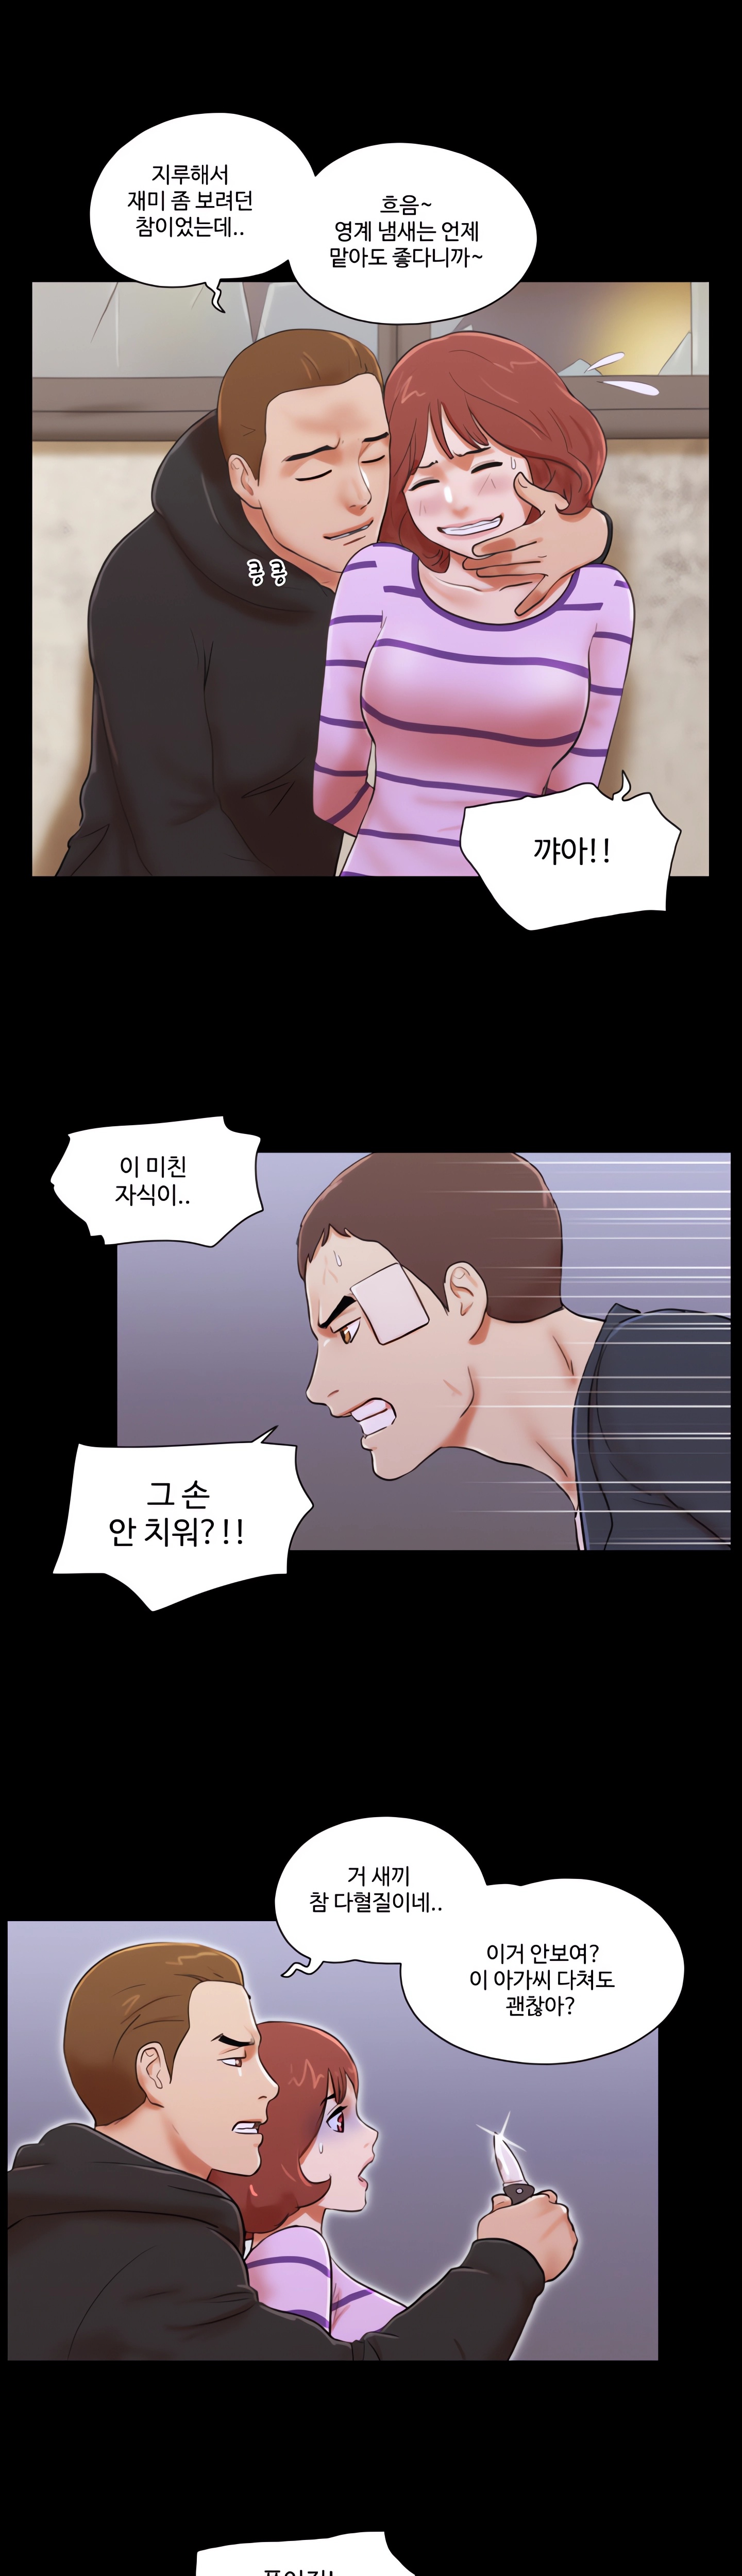 지루해서
재미 좀 보려던
참이었는데..
흐음~
영계 냄새는 언제
맡아도 좋다니까~
킁 킁
꺄아!!
이 미친
자식이..
그 손
안 치워?!!
거 새끼
참 다혈질이네..
이거 안보여?
이 아가씨 다쳐도
괜찮아?